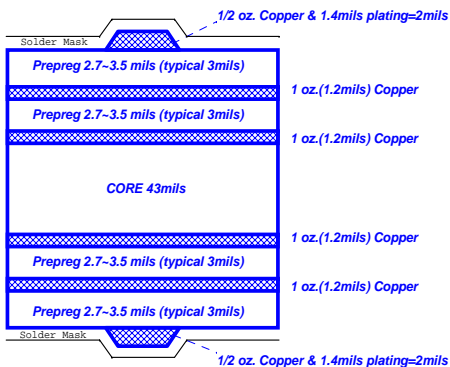 1/2 oz. Copper & 1.4mils plating=2mils
Solder Mask
Prepreg 2.7~3.5 mils (typical 3mils)
1 oz.(1.2mils) Copper
Prepreg 2.7~3.5 mils (typical 3mils)
1 oz.(1.2mils) Copper
CORE 43mils
1 oz.(1.2mils) Copper
Prepreg 2.7~3.5 mils (typical 3mils)
1 oz.(1.2mils) Copper
Prepreg 2.7~3.5 mils (typical 3mils)
Solder Mask
1/2 oz. Copper & 1.4mils plating=2mils